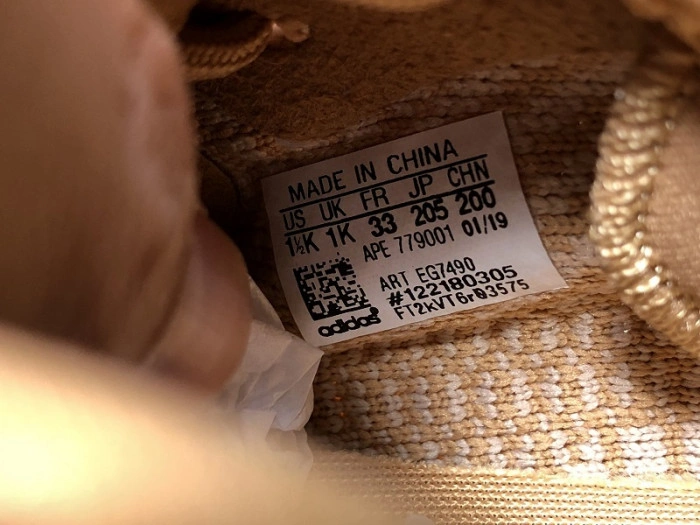 MADE IN CHINA
US UK FR JP CHN
1½K 1K 33 205 200
APE 779001 01/19
ART EG7490
#122180305
FT2kVT6rQ3575
adidas